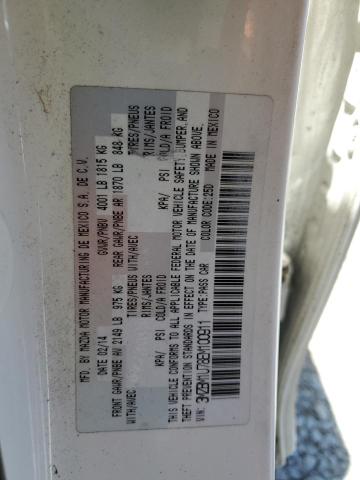 MFD. BY MAZDA MOTOR MANUFACTURING DE MEXICO S.A. DE C.V.
DATE 02/14 GVWR/PNBV 4001 LB 1815 KG
FRONT GAWR/PNBE AV 2149 LB 975 KG REAR GAWR/PNBE AR 1870 LB 848 KG
WITH/AVEC TIRES/PNEUS WITH/AVEC TIRES/PNEUS
RIMS/JANTES RIMS/JANTES
KPA/ PSI COLD/A FROID KPA/ PSI COLD/A FROID
THIS VEHICLE CONFORMS TO ALL APPLICABLE FEDERAL MOTOR VEHICLE SAFETY, BUMPER, AND
THEFT PREVENTION STANDARDS IN EFFECT ON THE DATE OF MANUFACTURE SHOWN ABOVE.
VIN: TYPE: PASS CAR COLOR CODE: 25D MADE IN MEXICO